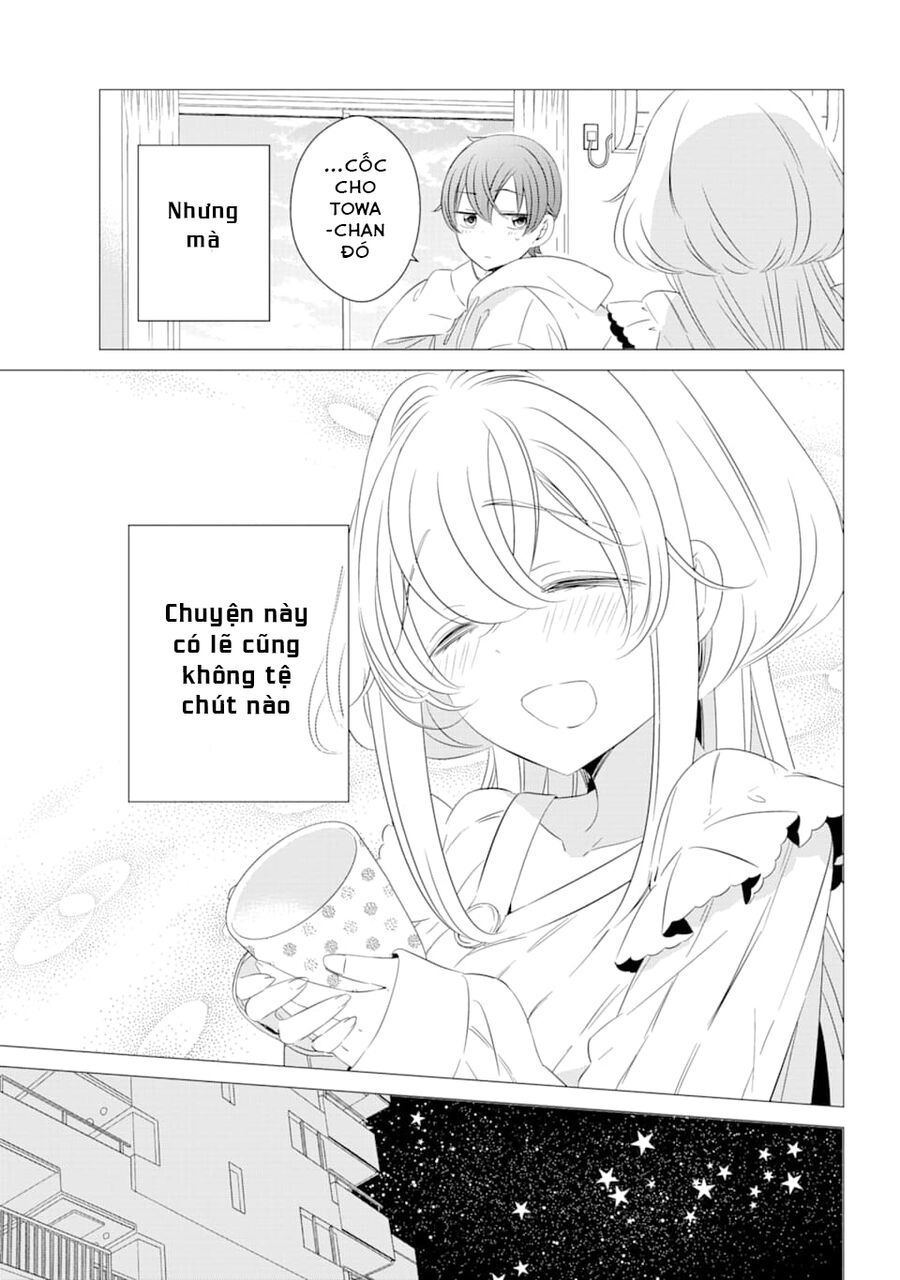 ...CỐC
CHO
TOWA
-CHAN
ĐÓ
Nhưng
mà
Chuyện này
có lẽ cũng
không tệ
chút nào